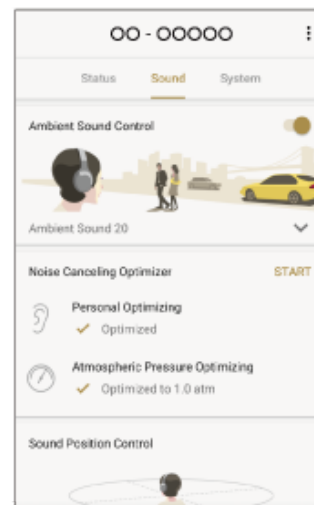 OO - OOOOO
Status Sound System
Ambient Sound Control
Ambient Sound 20
Noise Canceling Optimizer START
Personal Optimizing
Optimized
Atmospheric Pressure Optimizing
Optimized to 1.0 atm
Sound Position Control